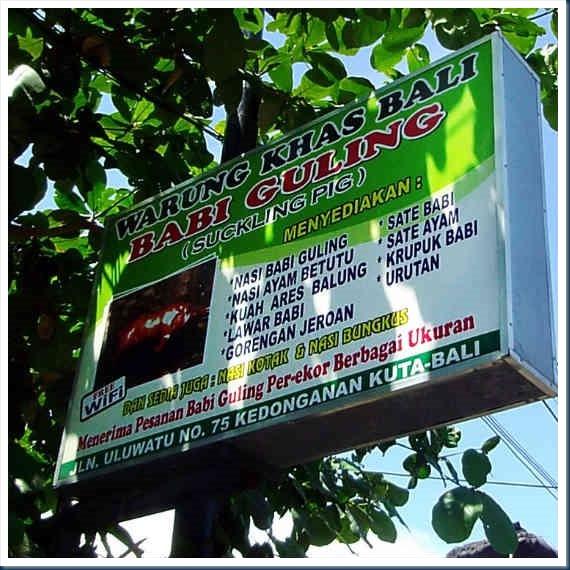 WARUNG KHAS BALI
BABI GULING
(SUCKLING PIG)
MENYEDIAKAN :
*NASI BABI GULING
*NASI AYAM BETUTU
*KUAH ARES BALUNG
*LAWAR BABI
*GORENGAN JEROAN
* SATE BABI
* SATE AYAM
* KRUPUK BABI
* URUTAN
FREE
WIFI
DAN SEDIA JUGA : NASI KOTAK & NASI BUNGKUS
Menerima Pesanan Babi Guling Per-ekor Berbagai Ukuran
JLN. ULUWATU NO. 75 KEDONGANAN KUTA-BALI